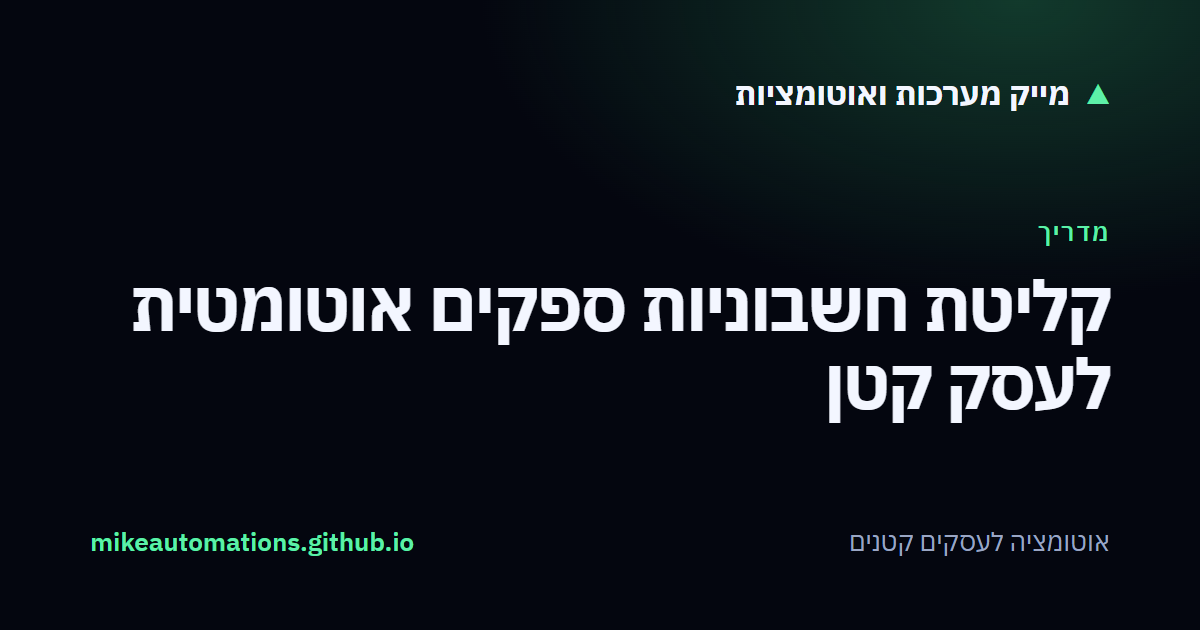 מייק מערכות ואוטומציות
מדריך
קליטת חשבוניות ספקים אוטומטית
לעסק קטן
אוטומציה לעסקים קטנים
mikeautomations.github.io